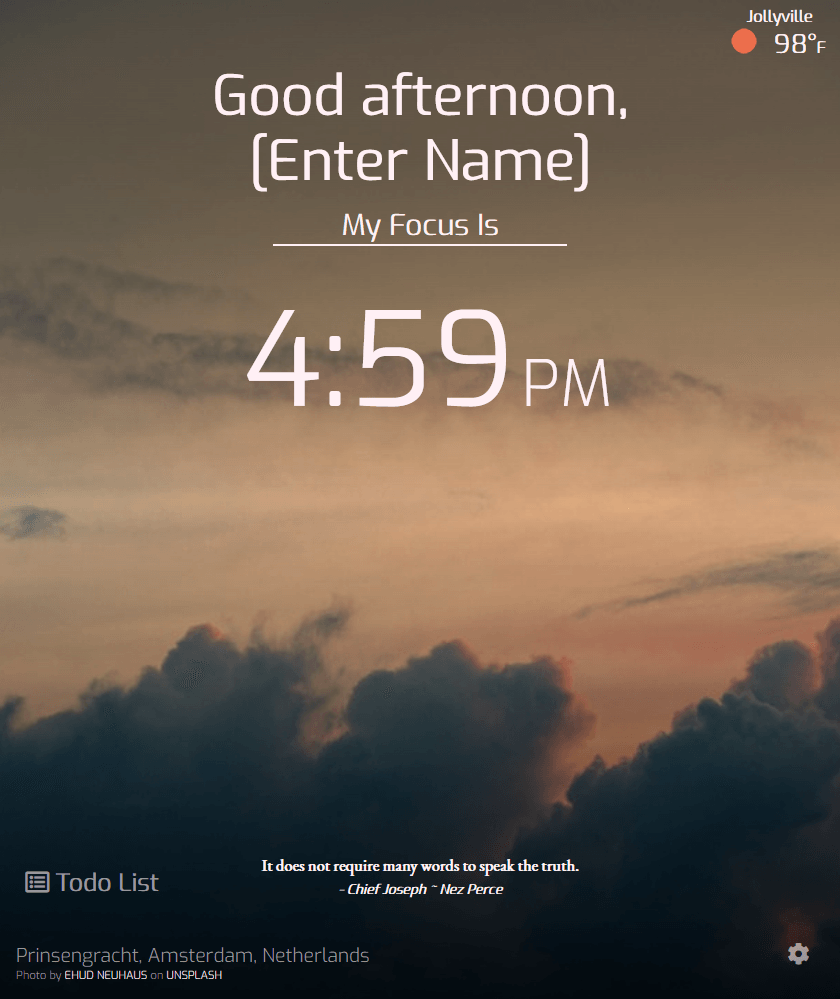 Jollyville
98°F
Good afternoon,
[Enter Name]
My Focus Is
4:59 PM
It does not require many words to speak the truth.
- Chief Joseph ~ Nez Perce
Todo List
Prinsengracht, Amsterdam, Netherlands
Photo by EHUD NEUHAUS on UNSPLASH